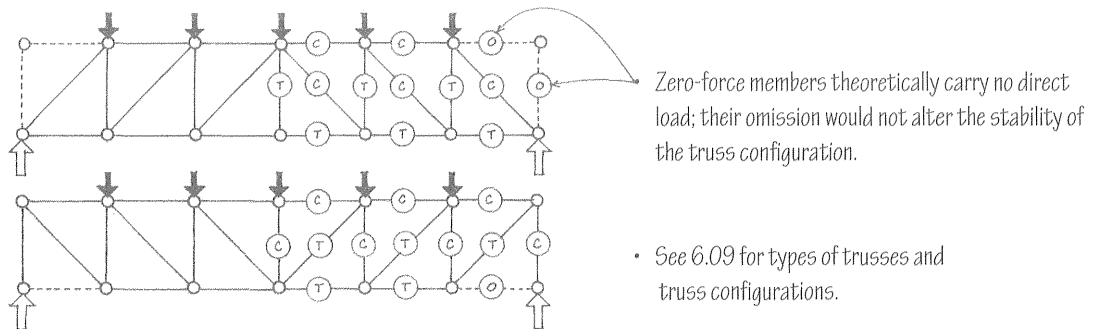 C C O
T C T C T C O
T T T
• Zero-force members theoretically carry no direct
load; their omission would not alter the stability of
the truss configuration.
C C C
C T C T C T C
T T O
• See 6.09 for types of trusses and
truss configurations.